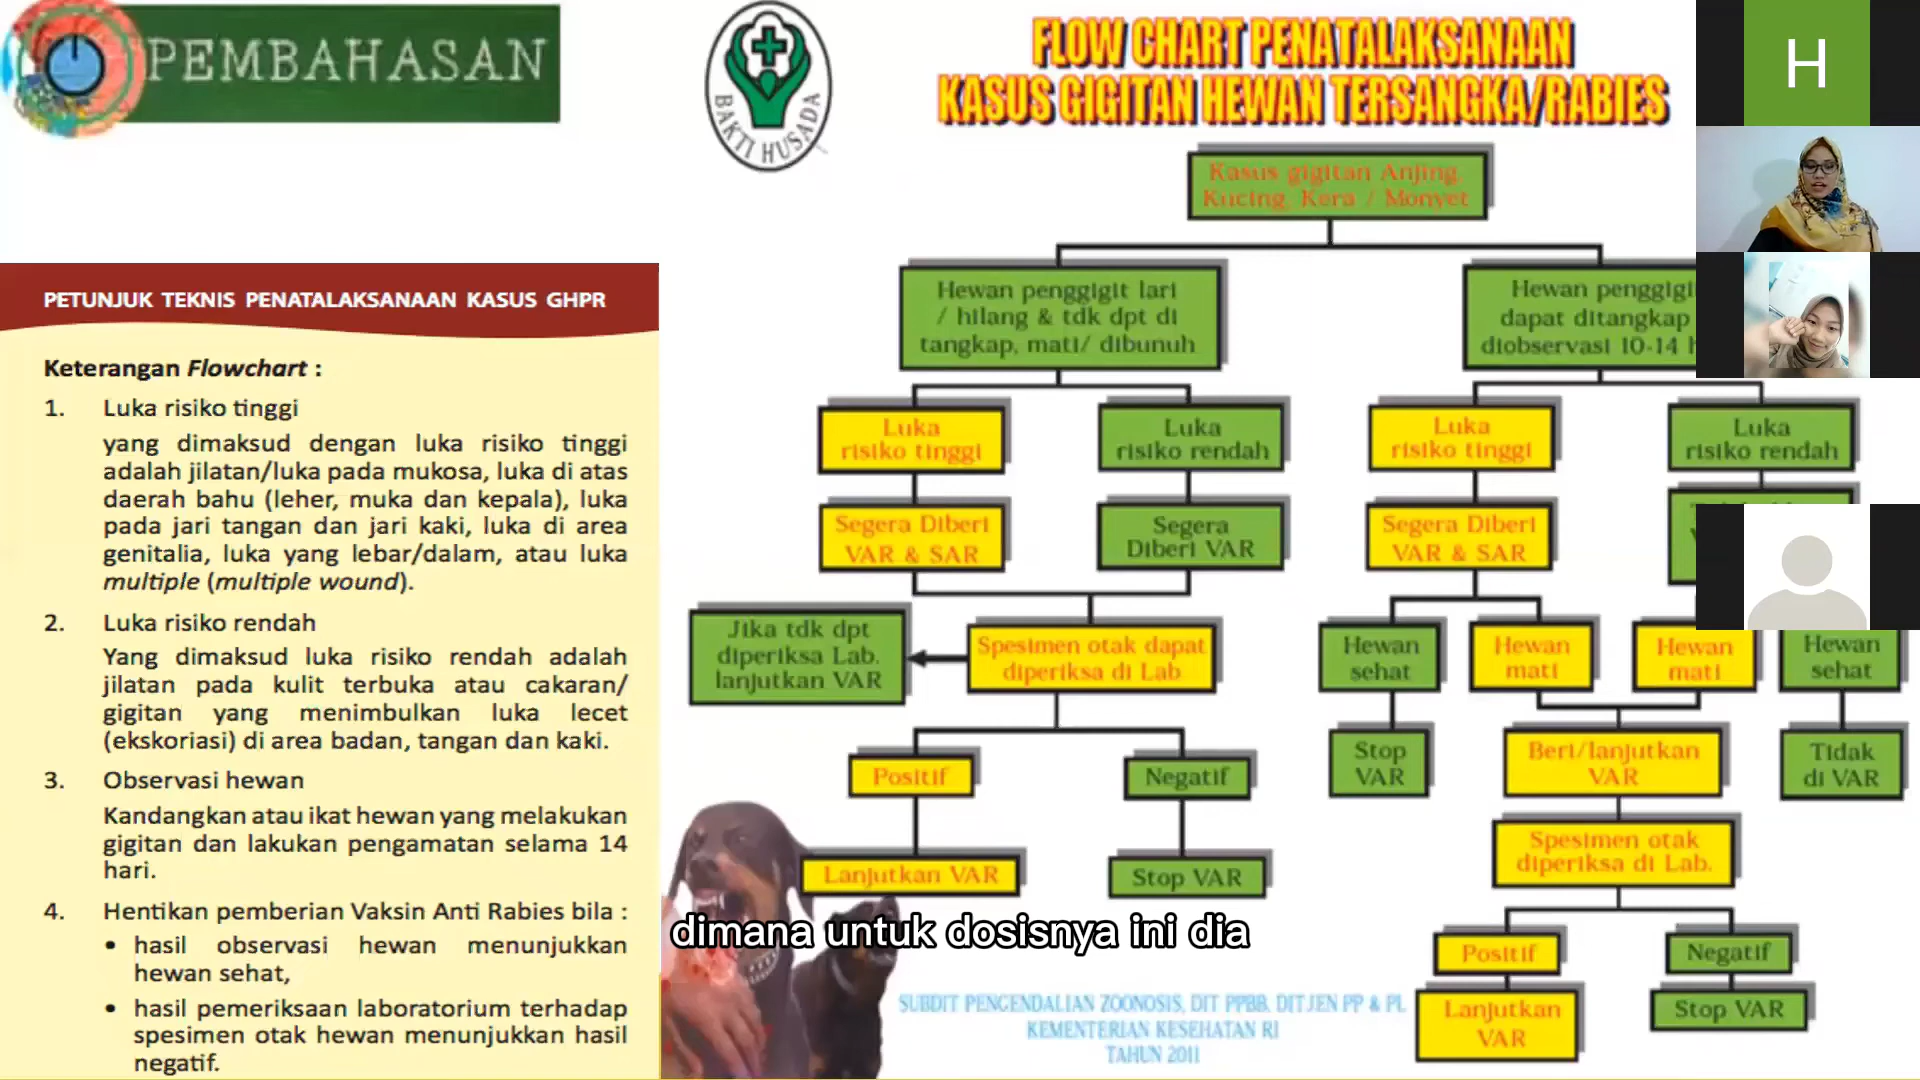 PEMBAHASAN
BAKTI HUSADA
FLOW CHART PENATALAKSANAAN
KASUS GIGITAN HEWAN TERSANGKA/RABIES
H
PETUNJUK TEKNIS PENATALAKSANAAN KASUS GHPR
Keterangan Flowchart :
1. Luka risiko tinggi
yang dimaksud dengan luka risiko tinggi
adalah jilatan/luka pada mukosa, luka di atas
daerah bahu (leher, muka dan kepala), luka
pada jari tangan dan jari kaki, luka di area
genitalia, luka yang lebar/dalam, atau luka
multiple (multiple wound).
2. Luka risiko rendah
Yang dimaksud luka risiko rendah adalah
jilatan pada kulit terbuka atau cakaran/
gigitan yang menimbulkan luka lecet
(ekskoriasi) di area badan, tangan dan kaki.
3. Observasi hewan
Kandangkan atau ikat hewan yang melakukan
gigitan dan lakukan pengamatan selama 14
hari.
4. Hentikan pemberian Vaksin Anti Rabies bila :
• hasil observasi hewan menunjukkan
hewan sehat,
• hasil pemeriksaan laboratorium terhadap
spesimen otak hewan menunjukkan hasil
negatif.
Kasus gigitan Anjing,
Kucing, Kera / Monyet
Hewan penggigit lari
/ hilang & tdk dpt di
tangkap, mati/ dibunuh
Hewan penggigi
dapat ditangkap
diobservasi 10-14
Luka
risiko tinggi
Luka
risiko rendah
Luka
risiko tinggi
Luka
risiko rendah
Segera Diberi
VAR & SAR
Segera
Diberi VAR
Segera Diberi
VAR & SAR
Jika tdk dpt
diperiksa Lab.
lanjutkan VAR
Spesimen otak dapat
diperiksa di Lab
Hewan
sehat
Hewan
mati
Hewan
mati
Hewan
sehat
Positif
Negatif
Stop
VAR
Beri/lanjutkan
VAR
Tidak
di VAR
Lanjutkan VAR
Stop VAR
Spesimen otak
diperiksa di Lab.
Positif
Negatif
Lanjutkan
VAR
Stop VAR
dimana untuk dosisnya ini dia
SUBDIT PENGENDALIAN ZOONOSIS, DIT PPBB, DITJEN PP & PL
KEMENTERIAN KESEHATAN RI
TAHUN 2011